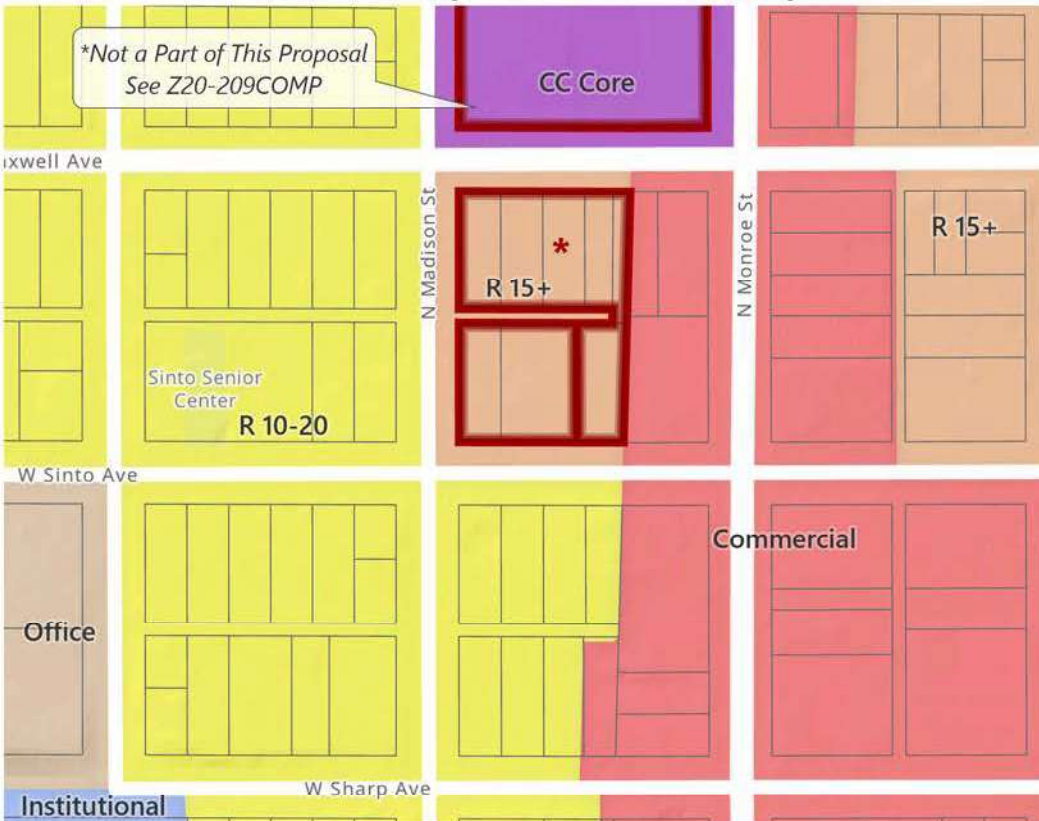 *Not a Part of This Proposal
See Z20-209COMP
CC Core
axwell Ave
N Madison St
N Monroe St
R 15+
*
R 15+
Sinto Senior
Center
R 10-20
W Sinto Ave
Commercial
Office
W Sharp Ave
Institutional